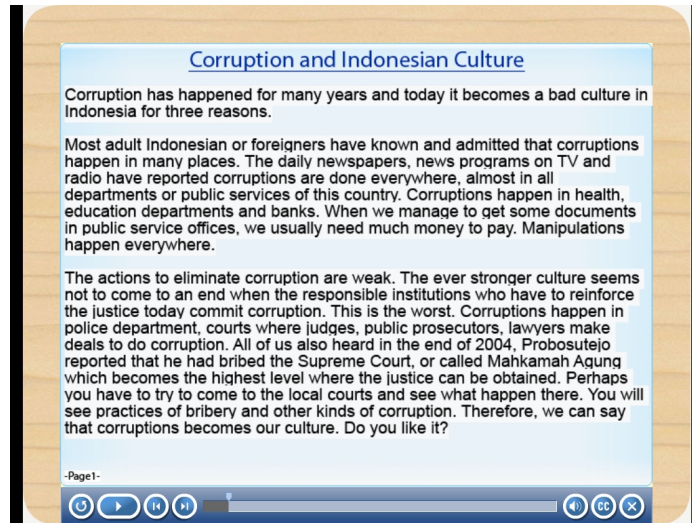 Corruption and Indonesian Culture
Corruption has happened for many years and today it becomes a bad culture in
Indonesia for three reasons.
Most adult Indonesian or foreigners have known and admitted that corruptions
happen in many places. The daily newspapers, news programs on TV and
radio have reported corruptions are done everywhere, almost in all
departments or public services of this country. Corruptions happen in health,
education departments and banks. When we manage to get some documents
in public service offices, we usually need much money to pay. Manipulations
happen everywhere.
The actions to eliminate corruption are weak. The ever stronger culture seems
not to come to an end when the responsible institutions who have to reinforce
the justice today commit corruption. This is the worst. Corruptions happen in
police department, courts where judges, public prosecutors, lawyers make
deals to do corruption. All of us also heard in the end of 2004, Probosutejo
reported that he had bribed the Supreme Court, or called Mahkamah Agung
which becomes the highest level where the justice can be obtained. Perhaps
you have to try to come to the local courts and see what happen there. You will
see practices of bribery and other kinds of corruption. Therefore, we can say
that corruptions becomes our culture. Do you like it?
-Page1-
CC